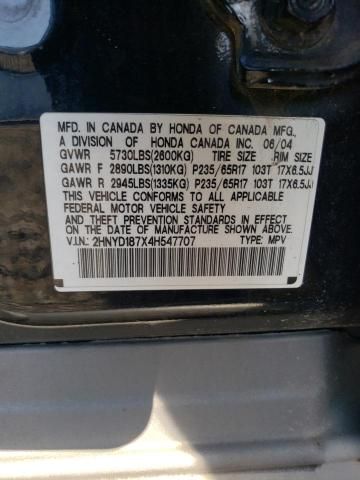 MFD. IN CANADA BY HONDA OF CANADA MFG.,
A DIVISION OF HONDA CANADA INC. 06/04
GVWR 5730LBS(2600KG) TIRE SIZE RIM SIZE
GAWR F 2890LBS(1310KG) P235/65R17 103T 17X6.5JJ
GAWR R 2945LBS(1335KG) P235/65R17 103T 17X6.5JJ
THIS VEHICLE CONFORMS TO ALL APPLICABLE
FEDERAL MOTOR VEHICLE SAFETY
STANDARDS IN EFFECT ON THE DATE
OF MANUFACTURE SHOWN ABOVE.
V.I.N.: 2HNYD187X4H547707 TYPE: MPV